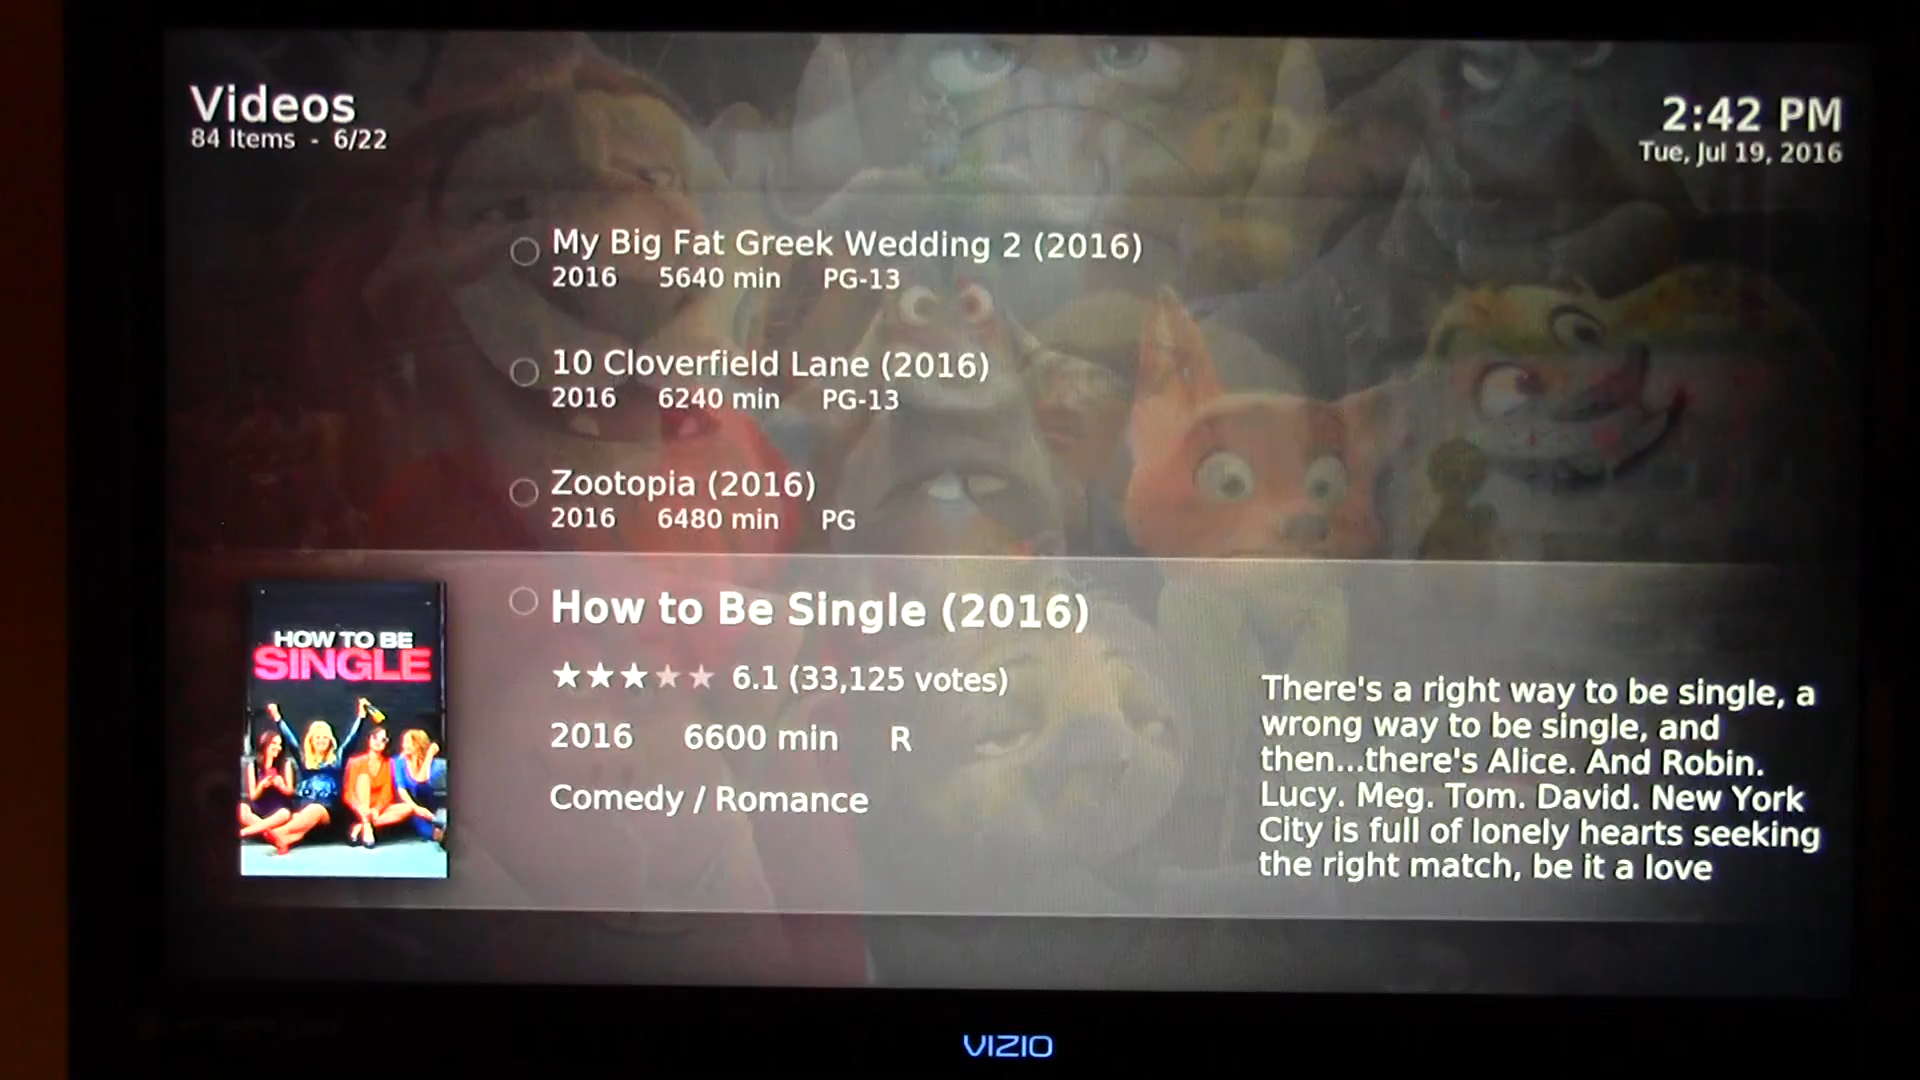 Videos
84 Items - 6/22
2:42 PM
Tue, Jul 19, 2016
My Big Fat Greek Wedding 2 (2016)
2016 5640 min PG-13
10 Cloverfield Lane (2016)
2016 6240 min PG-13
Zootopia (2016)
2016 6480 min PG
HOW TO BE
SINGLE
How to Be Single (2016)
6.1 (33,125 votes)
2016 6600 min R
Comedy / Romance
There's a right way to be single, a
wrong way to be single, and
then...there's Alice. And Robin.
Lucy. Meg. Tom. David. New York
City is full of lonely hearts seeking
the right match, be it a love
VIZIO